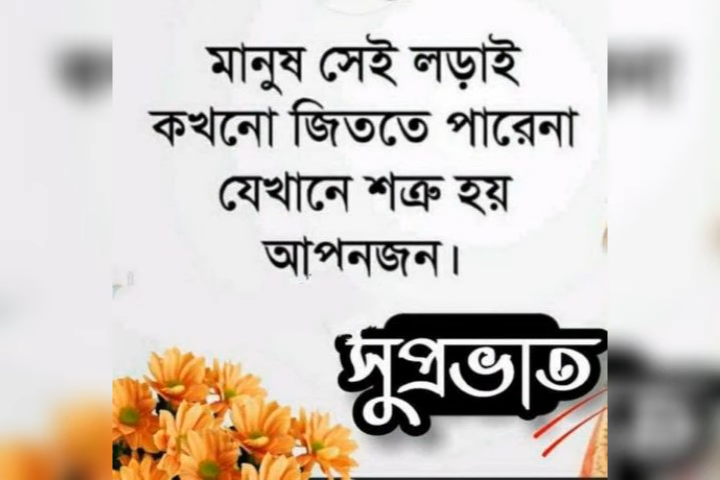 মানুষ সেই লড়াই
কখনো জিততে পারেনা
যেখানে শত্রু হয়
আপনজন।
সুপ্রভাত